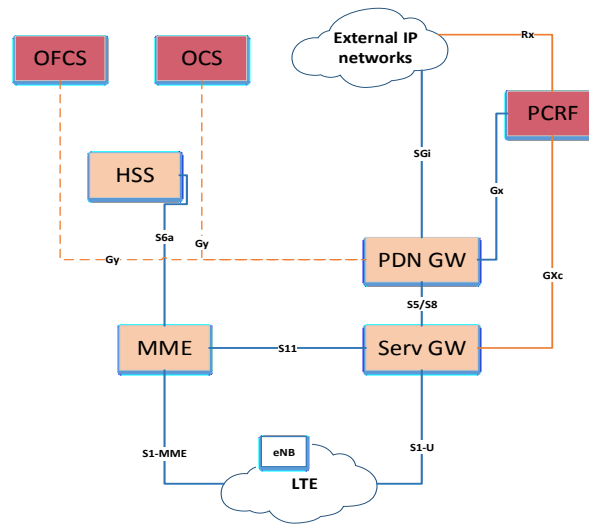 OFCS
OCS
External IP
networks
Rx
PCRF
SGi
HSS
Gx
S6a
Gy
Gy
PDN GW
GXc
S5/S8
MME
S11
Serv GW
S1-MME
eNB
S1-U
LTE